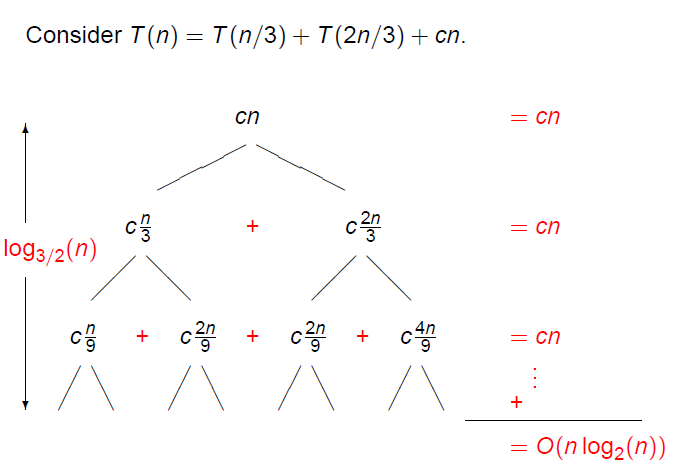 Consider T(n) = T(n/3) + T(2n/3) + cn.
cn = cn
c n/3 + c 2n/3 = cn
log_{3/2}(n)
c n/9 + c 2n/9 + c 2n/9 + c 4n/9 = cn
⋮
+
= O(n log_2(n))